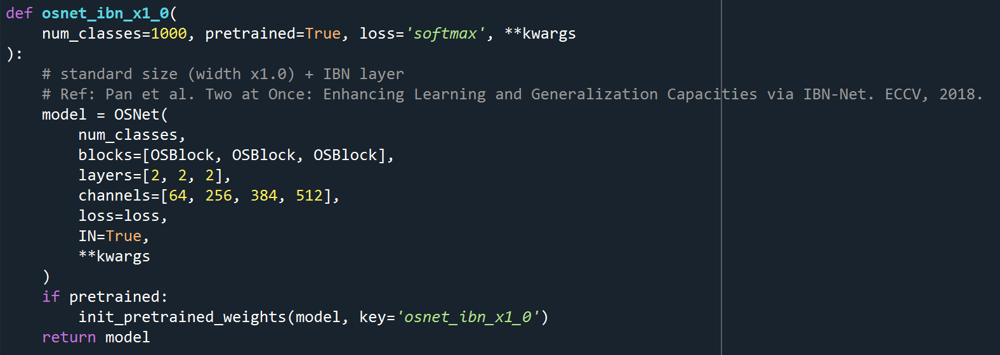 def osnet_ibn_x1_0(
    num_classes=1000, pretrained=True, loss='softmax', **kwargs
):
    # standard size (width x1.0) + IBN layer
    # Ref: Pan et al. Two at Once: Enhancing Learning and Generalization Capacities via IBN-Net. ECCV, 2018.
    model = OSNet(
        num_classes,
        blocks=[OSBlock, OSBlock, OSBlock],
        layers=[2, 2, 2],
        channels=[64, 256, 384, 512],
        loss=loss,
        IN=True,
        **kwargs
    )
    if pretrained:
        init_pretrained_weights(model, key='osnet_ibn_x1_0')
    return model